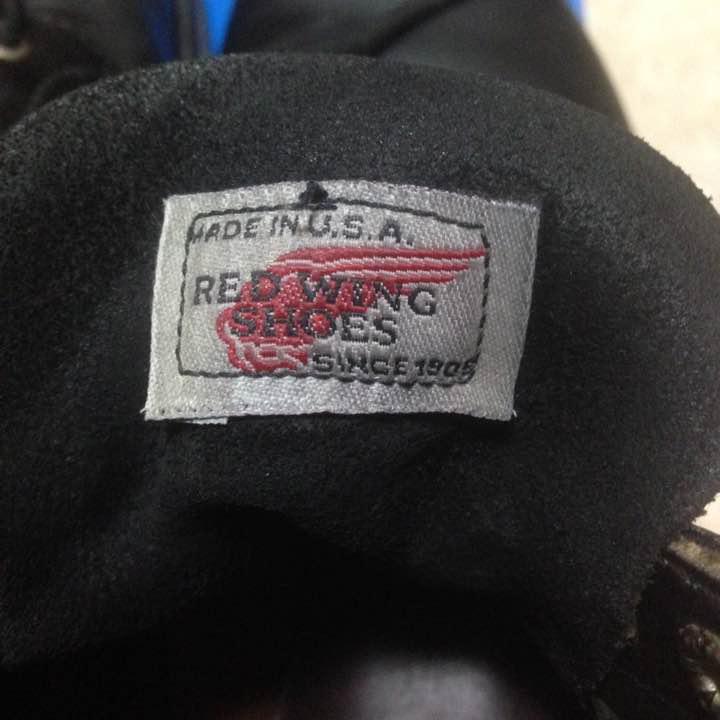 MADE IN U.S.A.
RED WING
SHOES
SINCE 1905